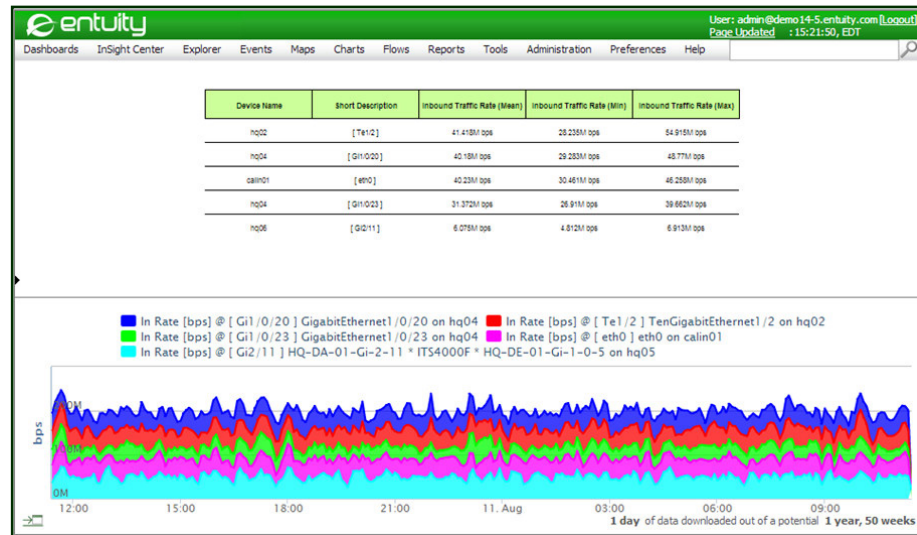 entuity
User: admin@demo14-5.entuity.com [Logout]
Page Updated : 15:21:50, EDT
Dashboards InSight Center Explorer Events Maps Charts Flows Reports Tools Administration Preferences Help
Device Name Short Description Inbound Traffic Rate (Mean) Inbound Traffic Rate (Min) Inbound Traffic Rate (Max)
hq02 [ Te1/2 ] 41.418M bps 28.235M bps 54.915M bps
hq04 [ Gi1/0/20 ] 40.18M bps 29.283M bps 48.77M bps
calin01 [ eth0 ] 40.23M bps 30.461M bps 46.258M bps
hq04 [ Gi1/0/23 ] 31.372M bps 26.91M bps 39.662M bps
[ Gi2/11 ] 6.075M bps 4.812M bps 6.913M bps
In Rate [bps] @ [ Gi1/0/20 ] GigabitEthernet1/0/20 on hq04 In Rate [bps] @ [ Te1/2 ] TenGigabitEthernet1/2 on hq02
In Rate [bps] @ [ Gi1/0/23 ] GigabitEthernet1/0/23 on hq04 In Rate [bps] @ [ eth0 ] eth0 on calin01
In Rate [bps] @ [ Gi2/11 ] HQ-DA-01-Gi-2-11 * ITS4000F * HQ-DE-01-Gi-1-0-5 on hq05
bps
0M
12:00 15:00 18:00 21:00 11. Aug 03:00 06:00 09:00
1 day of data downloaded out of a potential 1 year, 50 weeks